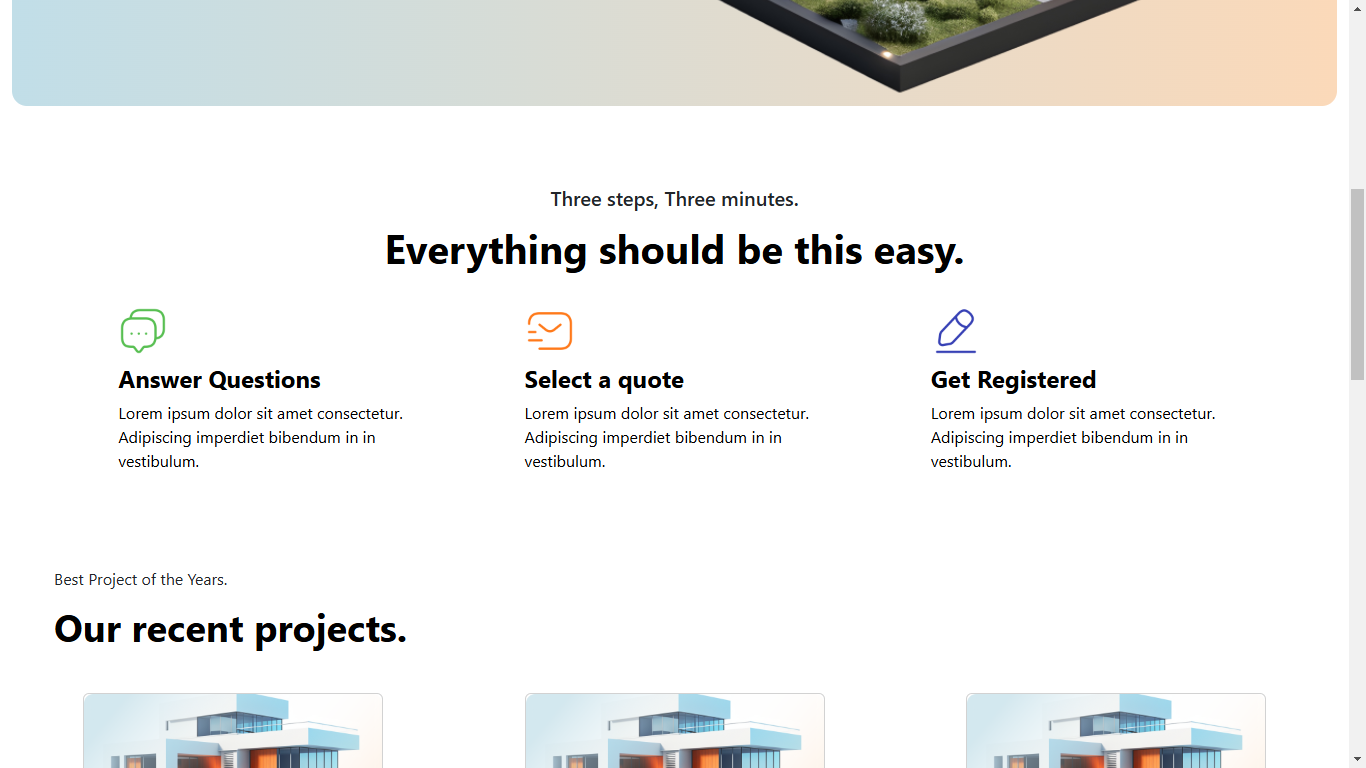 Three steps, Three minutes.
Everything should be this easy.
Answer Questions
Lorem ipsum dolor sit amet consectetur.
Adipiscing imperdiet bibendum in in
vestibulum.
Select a quote
Lorem ipsum dolor sit amet consectetur.
Adipiscing imperdiet bibendum in in
vestibulum.
Get Registered
Lorem ipsum dolor sit amet consectetur.
Adipiscing imperdiet bibendum in in
vestibulum.
Best Project of the Years.
Our recent projects.